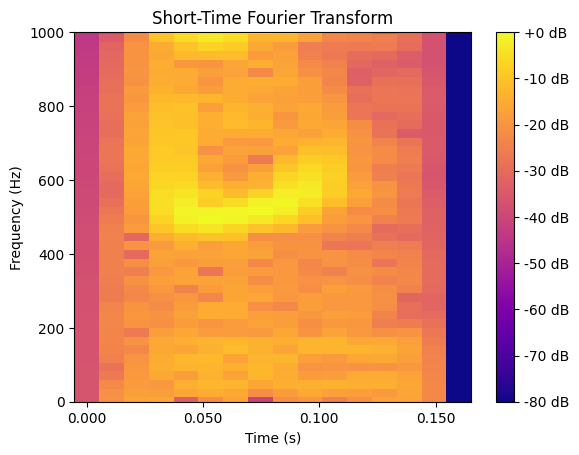 Short-Time Fourier Transform
1000
800
600
400
200
0
Frequency (Hz)
0.000
0.050
0.100
0.150
Time (s)
+0 dB
-10 dB
-20 dB
-30 dB
-40 dB
-50 dB
-60 dB
-70 dB
-80 dB